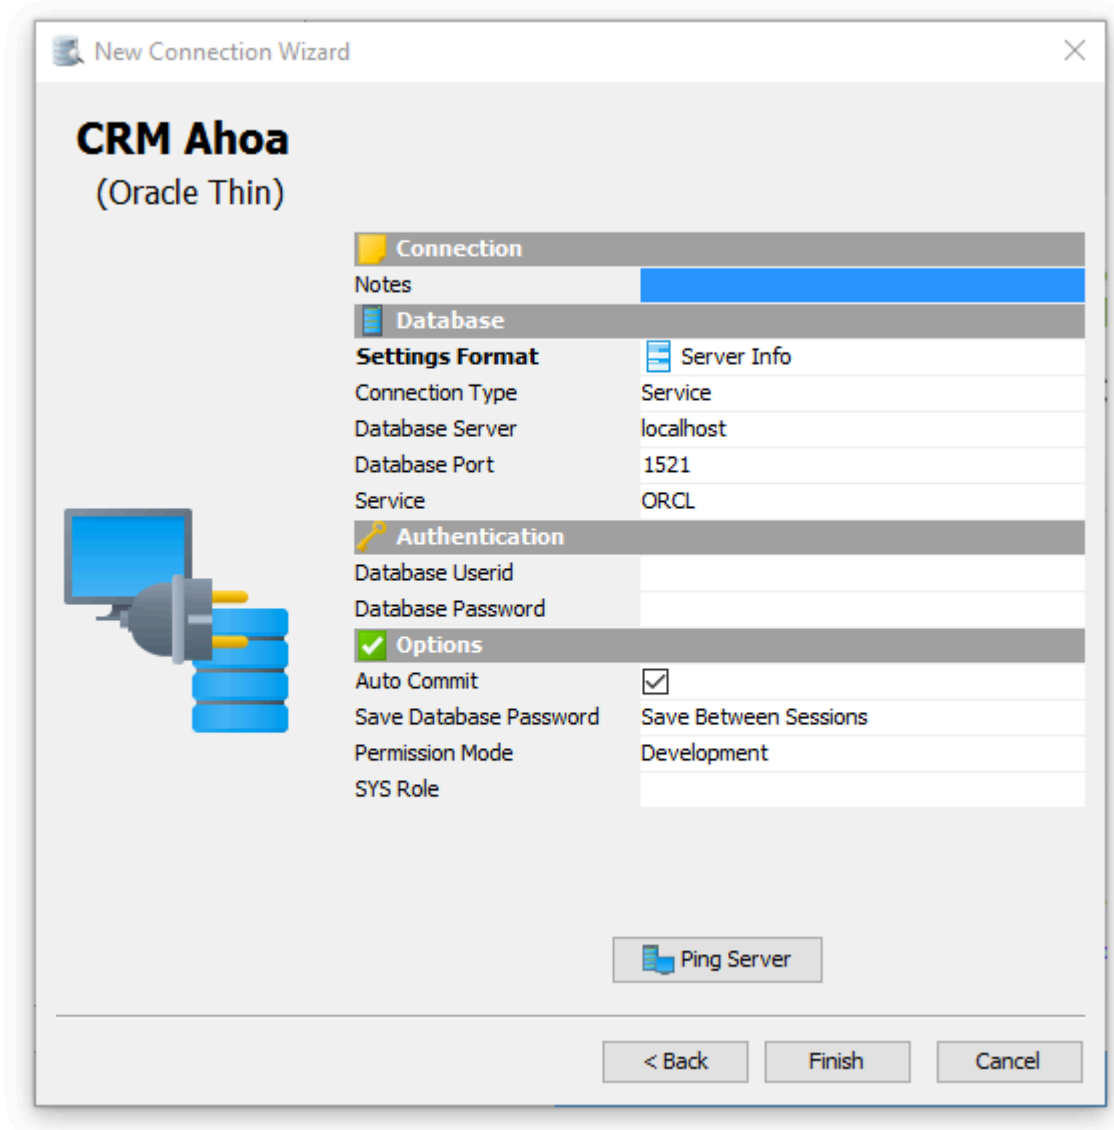 New Connection Wizard
CRM Ahoa
(Oracle Thin)
Connection
Notes
Database
Settings Format Server Info
Connection Type Service
Database Server localhost
Database Port 1521
Service ORCL
Authentication
Database Userid
Database Password
Options
Auto Commit
Save Database Password Save Between Sessions
Permission Mode Development
SYS Role
Ping Server
< Back Finish Cancel